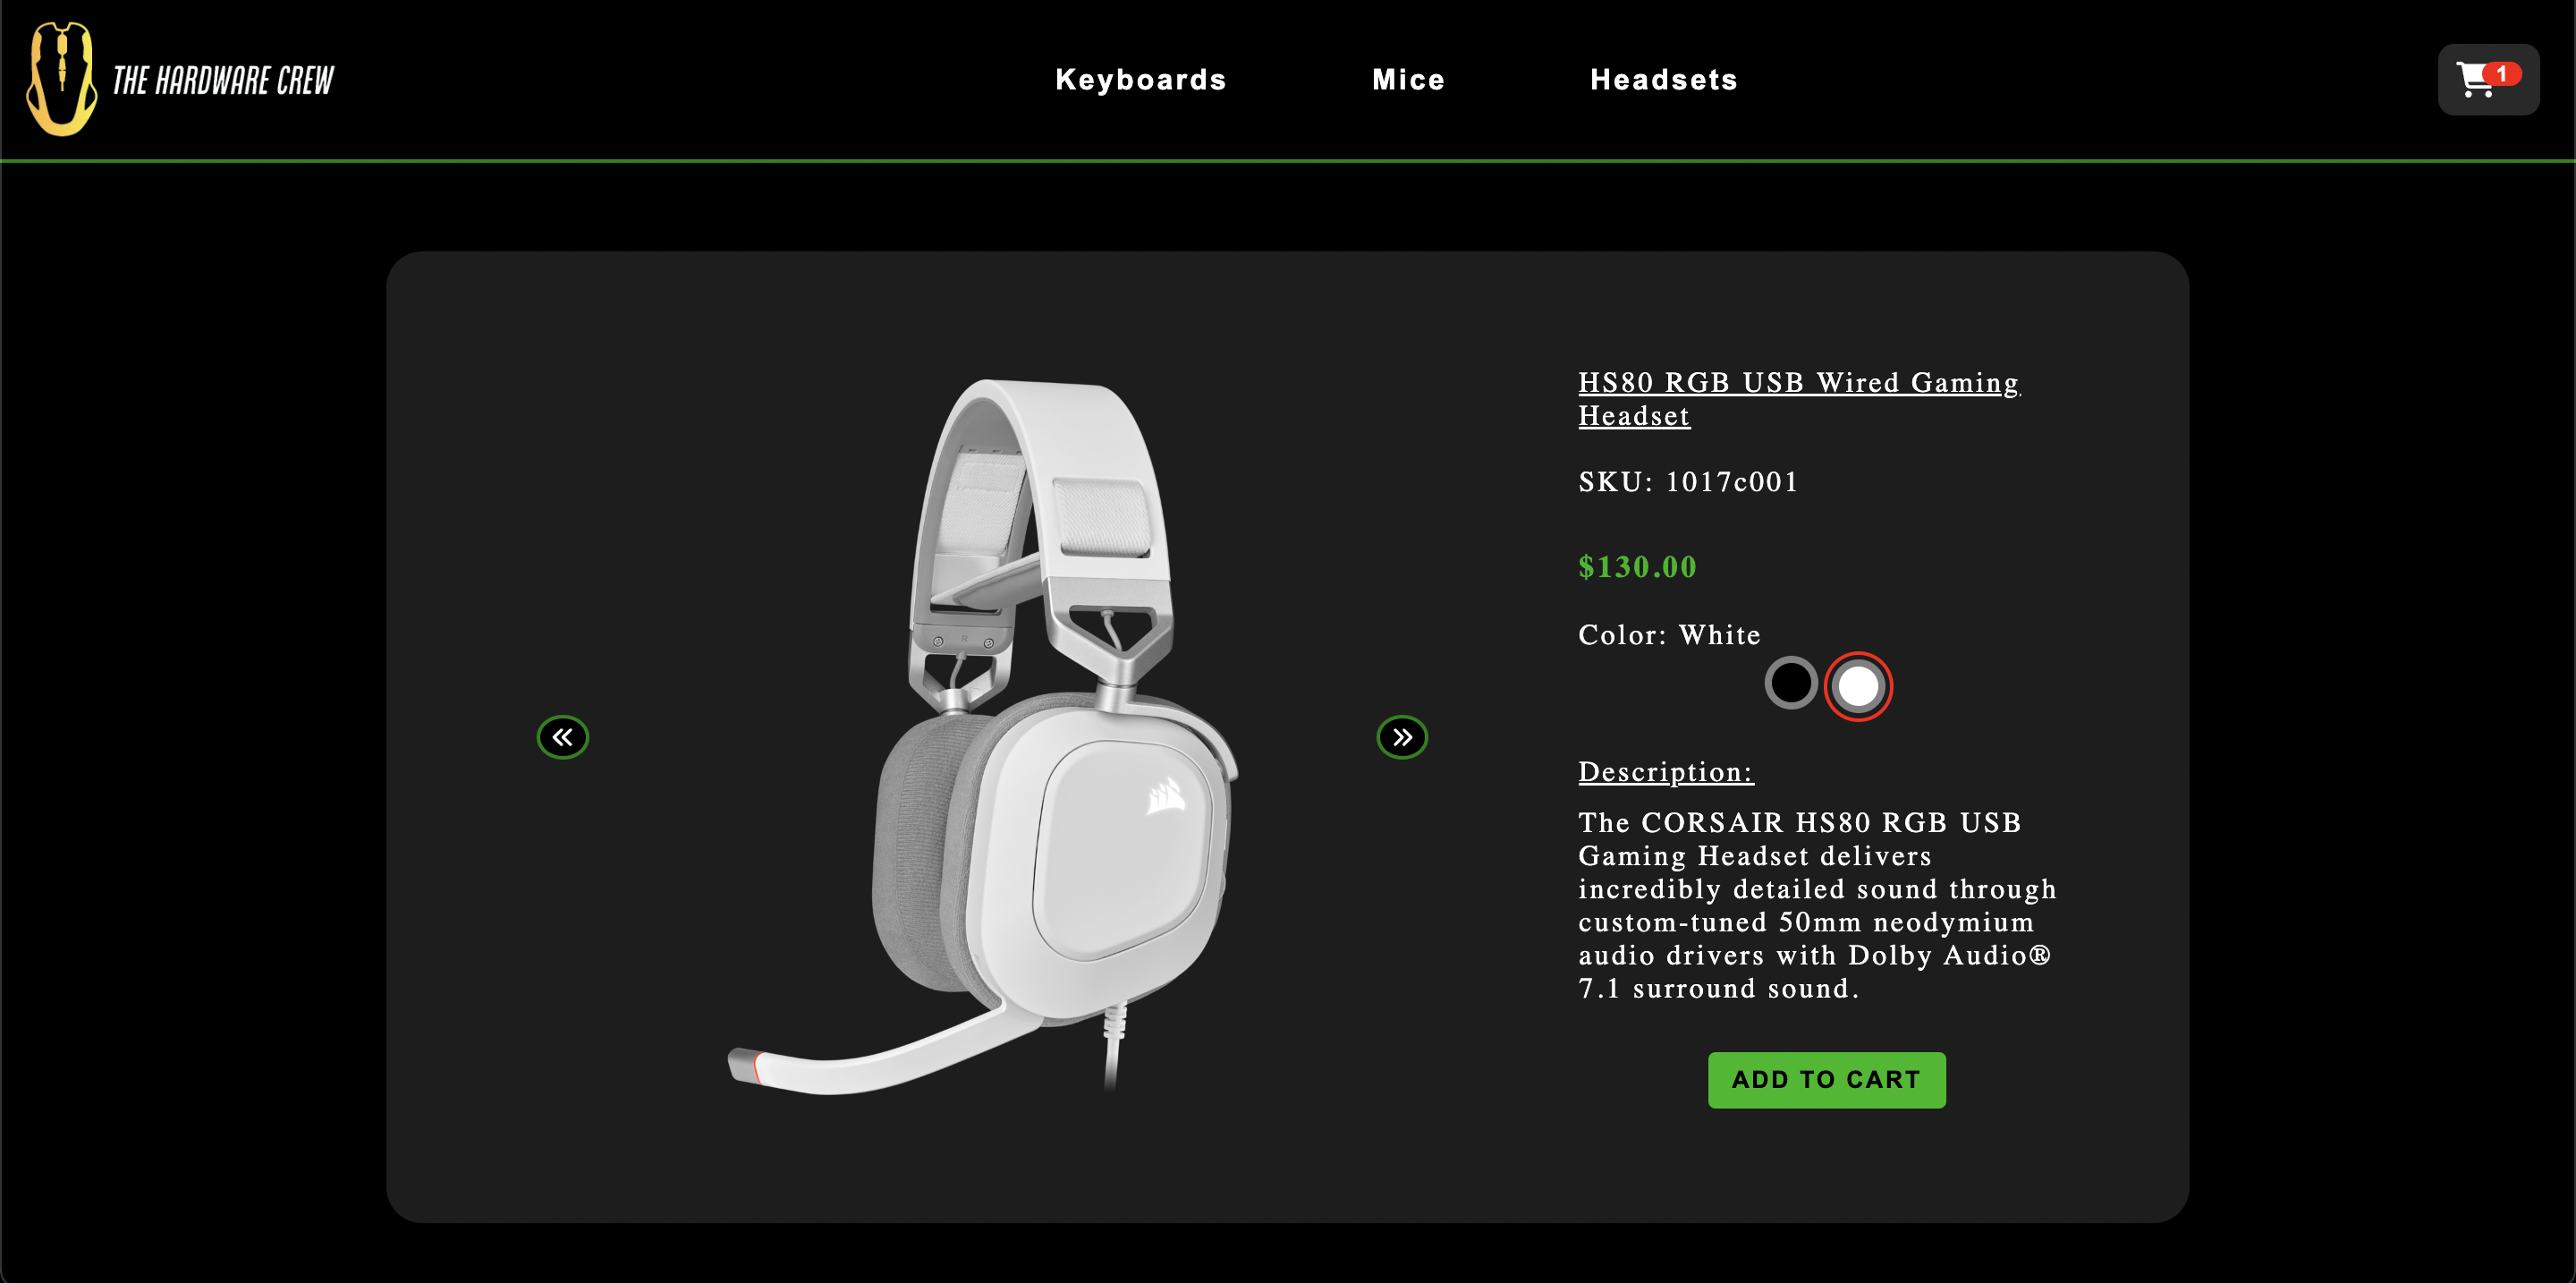 THE HARDWARE CREW
Keyboards
Mice
Headsets
1
HS80 RGB USB Wired Gaming
Headset
SKU: 1017c001
$130.00
Color: White
R
Description:
The CORSAIR HS80 RGB USB
Gaming Headset delivers
incredibly detailed sound through
custom-tuned 50mm neodymium
audio drivers with Dolby Audio®
7.1 surround sound.
ADD TO CART